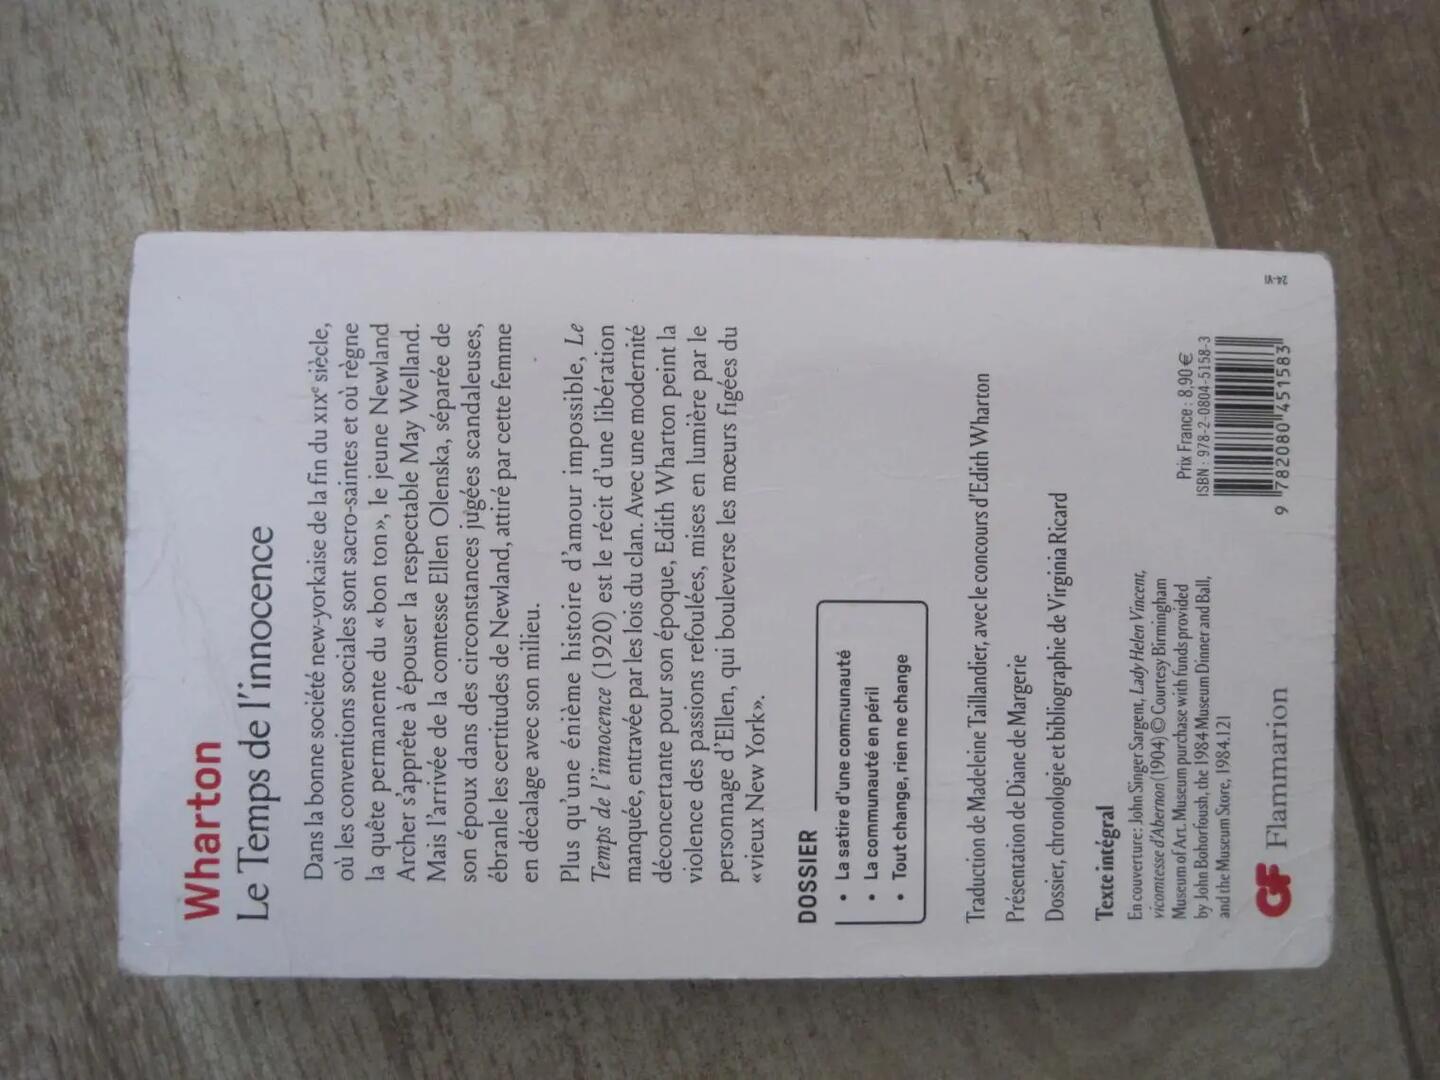 Wharton
Le Temps de l'innocence
Dans la bonne société new-yorkaise de la fin du XIXe siècle,
où les conventions sociales sont sacro-saintes et où règne
la quête permanente du « bon ton », le jeune Newland
Archer s'apprête à épouser la respectable May Welland.
Mais l'arrivée de la comtesse Ellen Olenska, séparée de
son époux dans des circonstances jugées scandaleuses,
ébranle les certitudes de Newland, attiré par cette femme
en décalage avec son milieu.
Plus qu'une énième histoire d'amour impossible, Le
Temps de l'innocence (1920) est le récit d'une libération
manquée, entravée par les lois du clan. Avec une modernité
déconcertante pour son époque, Edith Wharton peint la
violence des passions refoulées, mises en lumière par le
personnage d'Ellen, qui bouleverse les mœurs figées du
« vieux New York ».
DOSSIER
• La satire d'une communauté
• La communauté en péril
• Tout change, rien ne change
Traduction de Madeleine Taillandier, avec le concours d'Edith Wharton
Présentation de Diane de Margerie
Dossier, chronologie et bibliographie de Virginia Ricard
Texte intégral
En couverture : John Singer Sargent, Lady Helen Vincent,
vicomtesse d'Abernon (1904) © Courtesy Birmingham
Museum of Art. Museum purchase with funds provided
by John Bohorfoush, the 1984 Museum Dinner and Ball,
and the Museum Store, 1984.121
GF Flammarion
Prix France : 8,90 €
ISBN : 978-2-0804-5158-3
9 782080 451583
24-VI